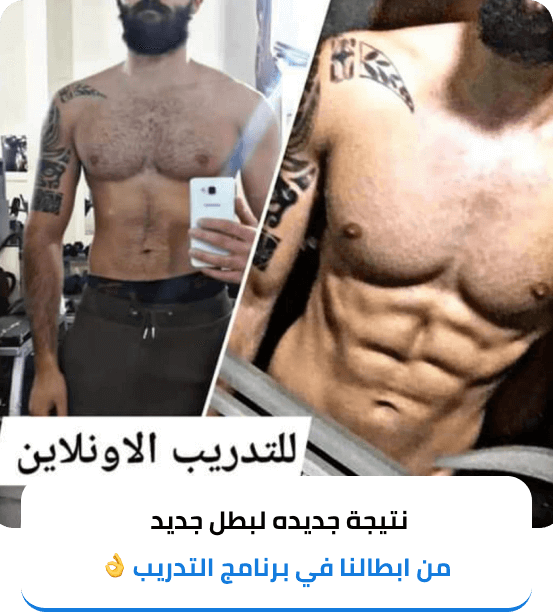 للتدريب الاونلاين
نتيجة جديده لبطل جديد
من ابطالنا في برنامج التدريب 👌